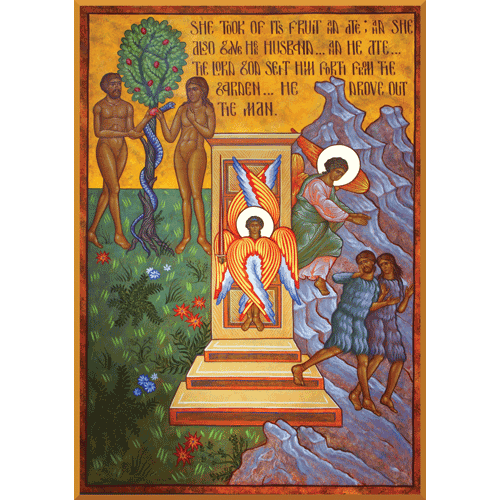 SHE TOOK OF ITS FRUIT AND ATE; AND SHE
ALSO GAVE HER HUSBAND... AND HE ATE...
THE LORD GOD SENT HIM FORTH FROM THE
GARDEN... HE DROVE OUT
THE MAN.